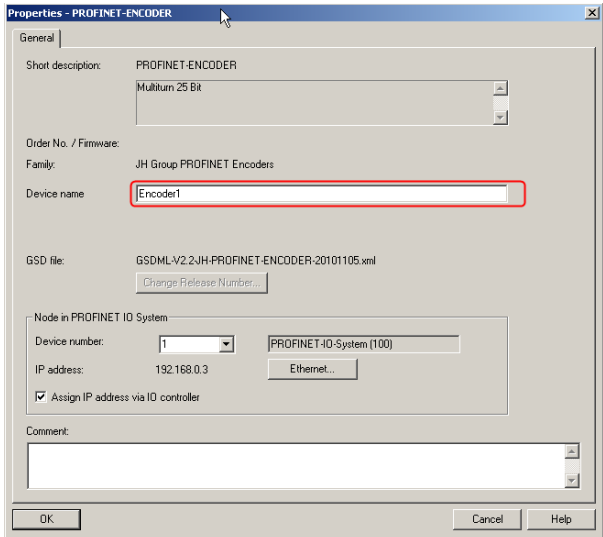 Properties - PROFINET-ENCODER
General
Short description: PROFINET-ENCODER
Multiturn 25 Bit
Order No. / Firmware:
Family: JH Group PROFINET Encoders
Device name Encoder1
GSD file: GSDML-V2.2-JH-PROFINET-ENCODER-20101105.xml
Change Release Number...
Node in PROFINET IO System
Device number: 1 PROFINET-IO-System (100)
IP address: 192.168.0.3 Ethernet...
Assign IP address via IO controller
Comment:
OK Cancel Help